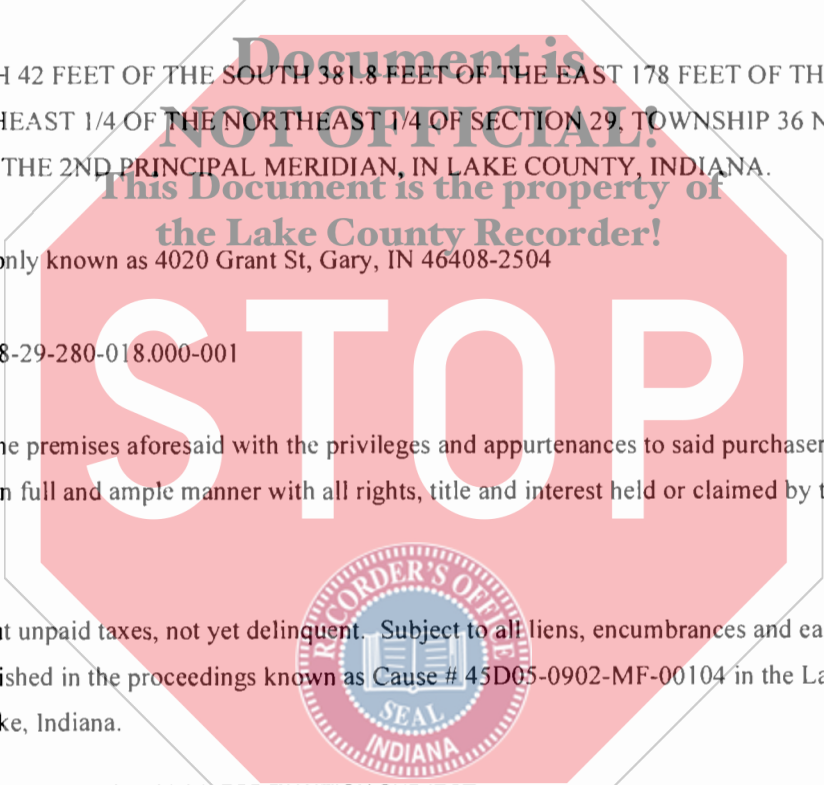 Document is
H 42 FEET OF THE SOUTH 381.8 FEET OF THE EAST 178 FEET OF TH
NOT OFFICIAL!
HEAST 1/4 OF THE NORTHEAST 1/4 OF SECTION 29, TOWNSHIP 36 N
THE 2ND PRINCIPAL MERIDIAN, IN LAKE COUNTY, INDIANA.
This Document is the property of
the Lake County Recorder!
only known as 4020 Grant St, Gary, IN 46408-2504
8-29-280-018.000-001
STOP
he premises aforesaid with the privileges and appurtenances to said purchaser
n full and ample manner with all rights, title and interest held or claimed by t
RECORDER'S OFFICE
nt unpaid taxes, not yet delinquent. Subject to all liens, encumbrances and ea
ished in the proceedings known as Cause # 45D05-0902-MF-00104 in the La
SEAL
ke, Indiana.
INDIANA